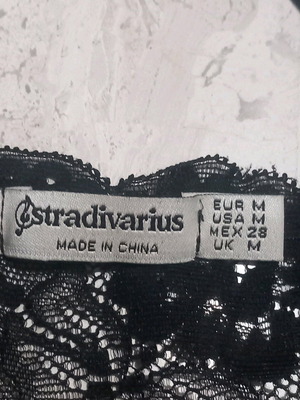 stradivarius
MADE IN CHINA
EUR M
USA M
MEX 28
UK M